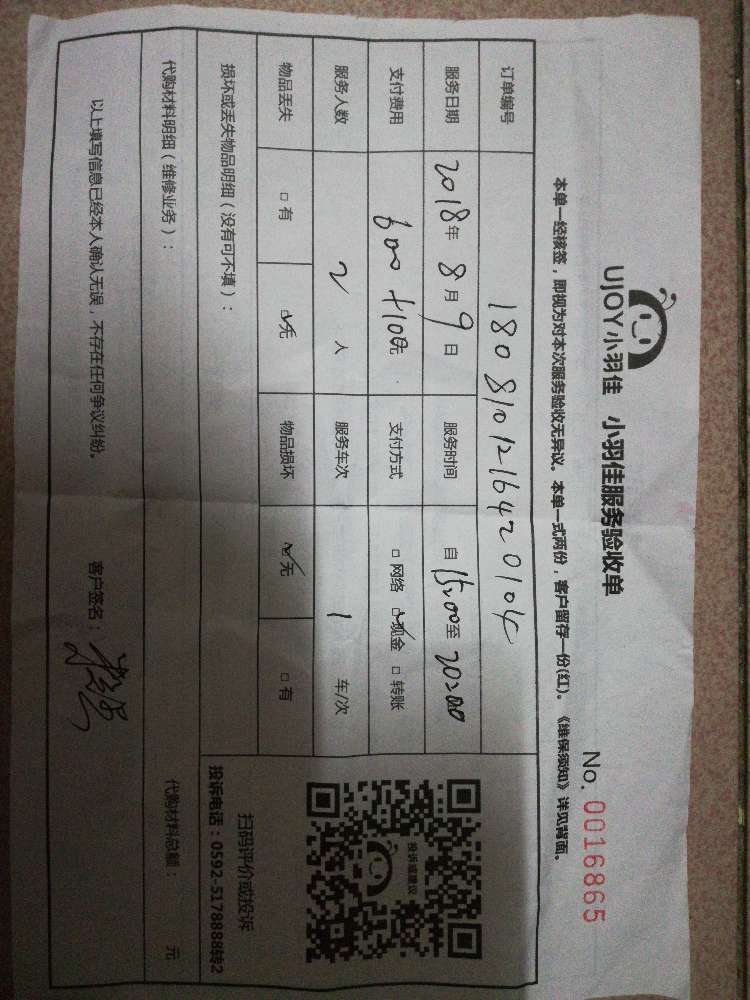 UJOY小羽佳 小羽佳服务验收单
No. 0016865
本单一经核签，即视为对本次服务验收无异议。本单一式两份，客户留存一份(红)。《维保须知》详见背面。
订单编号 1808101216420104
服务日期 2018年8月9日 服务时间 自15:00至20:00
支付费用 600+100元 支付方式 □网络 ☑现金 □转账
服务人数 2人 服务车次 1 车/次
物品丢失 □有 ☑无 物品损坏 ☑无 □有
损坏或丢失物品明细（没有可不填）：
投诉或建议
扫码评价或投诉
投诉电话：0592-5178888转2
代购材料明细（维修业务）： 代购材料总额： 元
以上填写信息已经本人确认无误，不存在任何争议纠纷。 客户签名：